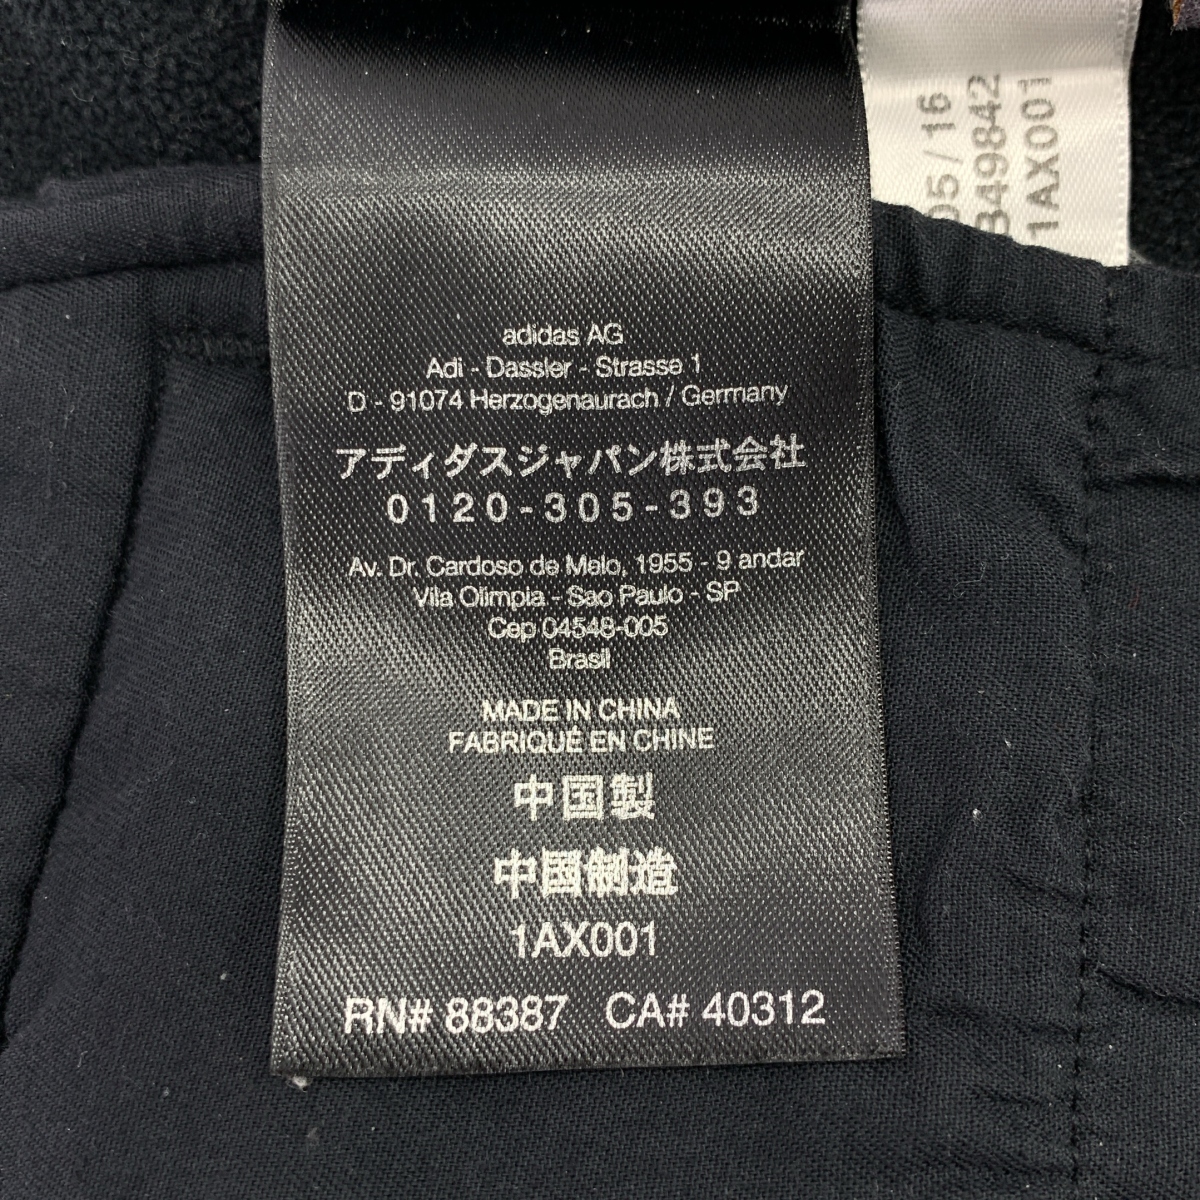 adidas AG
Adi - Dassler - Strasse 1
D - 91074 Herzogenaurach / Germany
アディダスジャパン株式会社
0120-305-393
Av. Dr. Cardoso de Melo, 1955 - 9 andar
Vila Olimpia - Sao Paulo - SP
Cep 04548-005
Brasil
MADE IN CHINA
FABRIQUÉ EN CHINE
中国製
中国制造
1AX001
RN# 88387 CA# 40312
05/16
B49842
1AX001